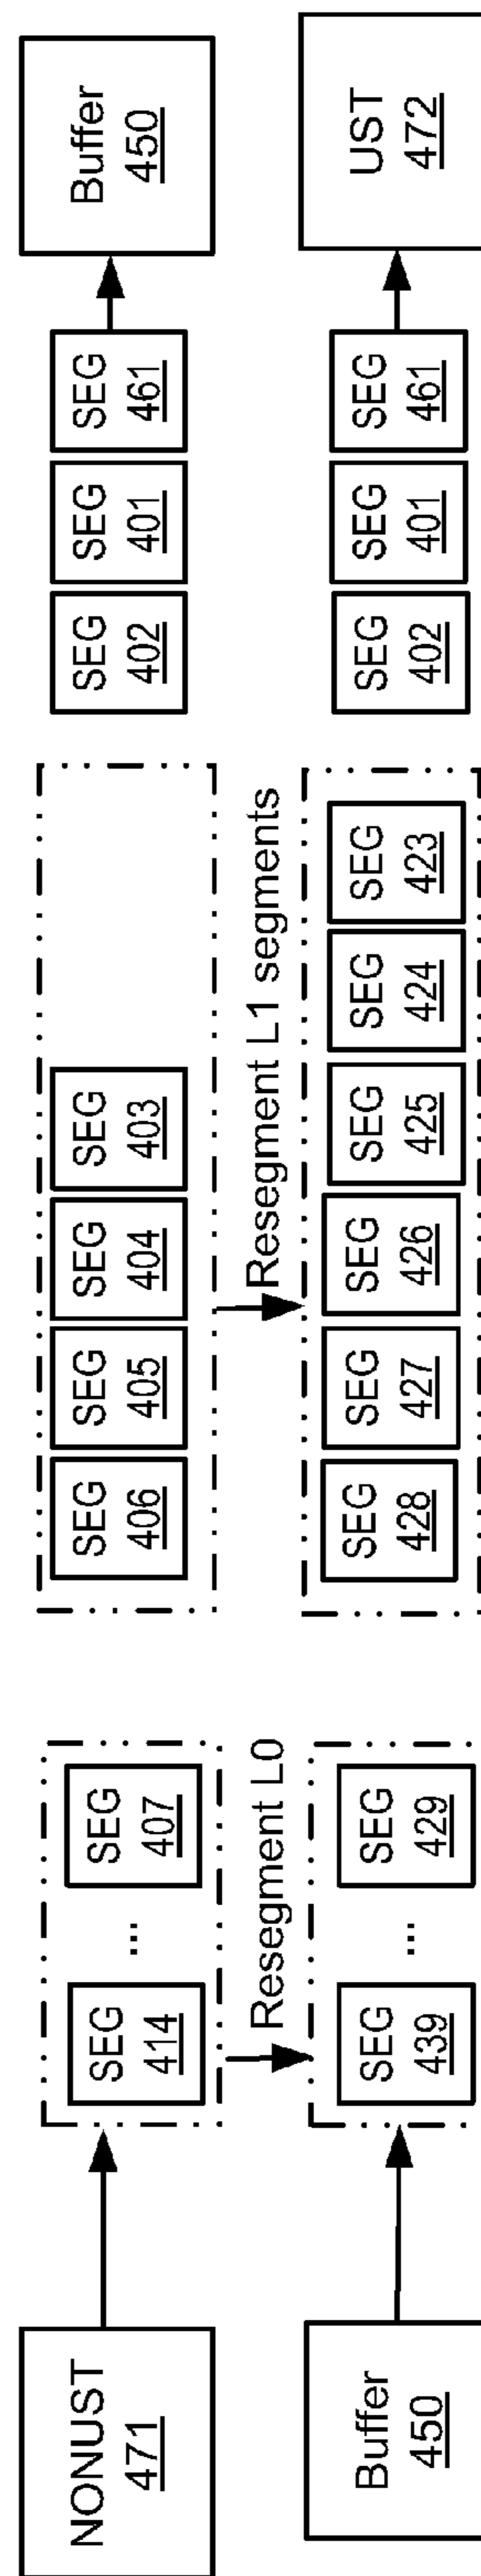 NONUST
471
SEG
414
...
SEG
407
SEG
406
SEG
405
SEG
404
SEG
403
SEG
402
SEG
401
SEG
461
Buffer
450
Resegment L0
Resegment L1 segments
Buffer
450
SEG
439
...
SEG
429
SEG
428
SEG
427
SEG
426
SEG
425
SEG
424
SEG
423
SEG
402
SEG
401
SEG
461
UST
472